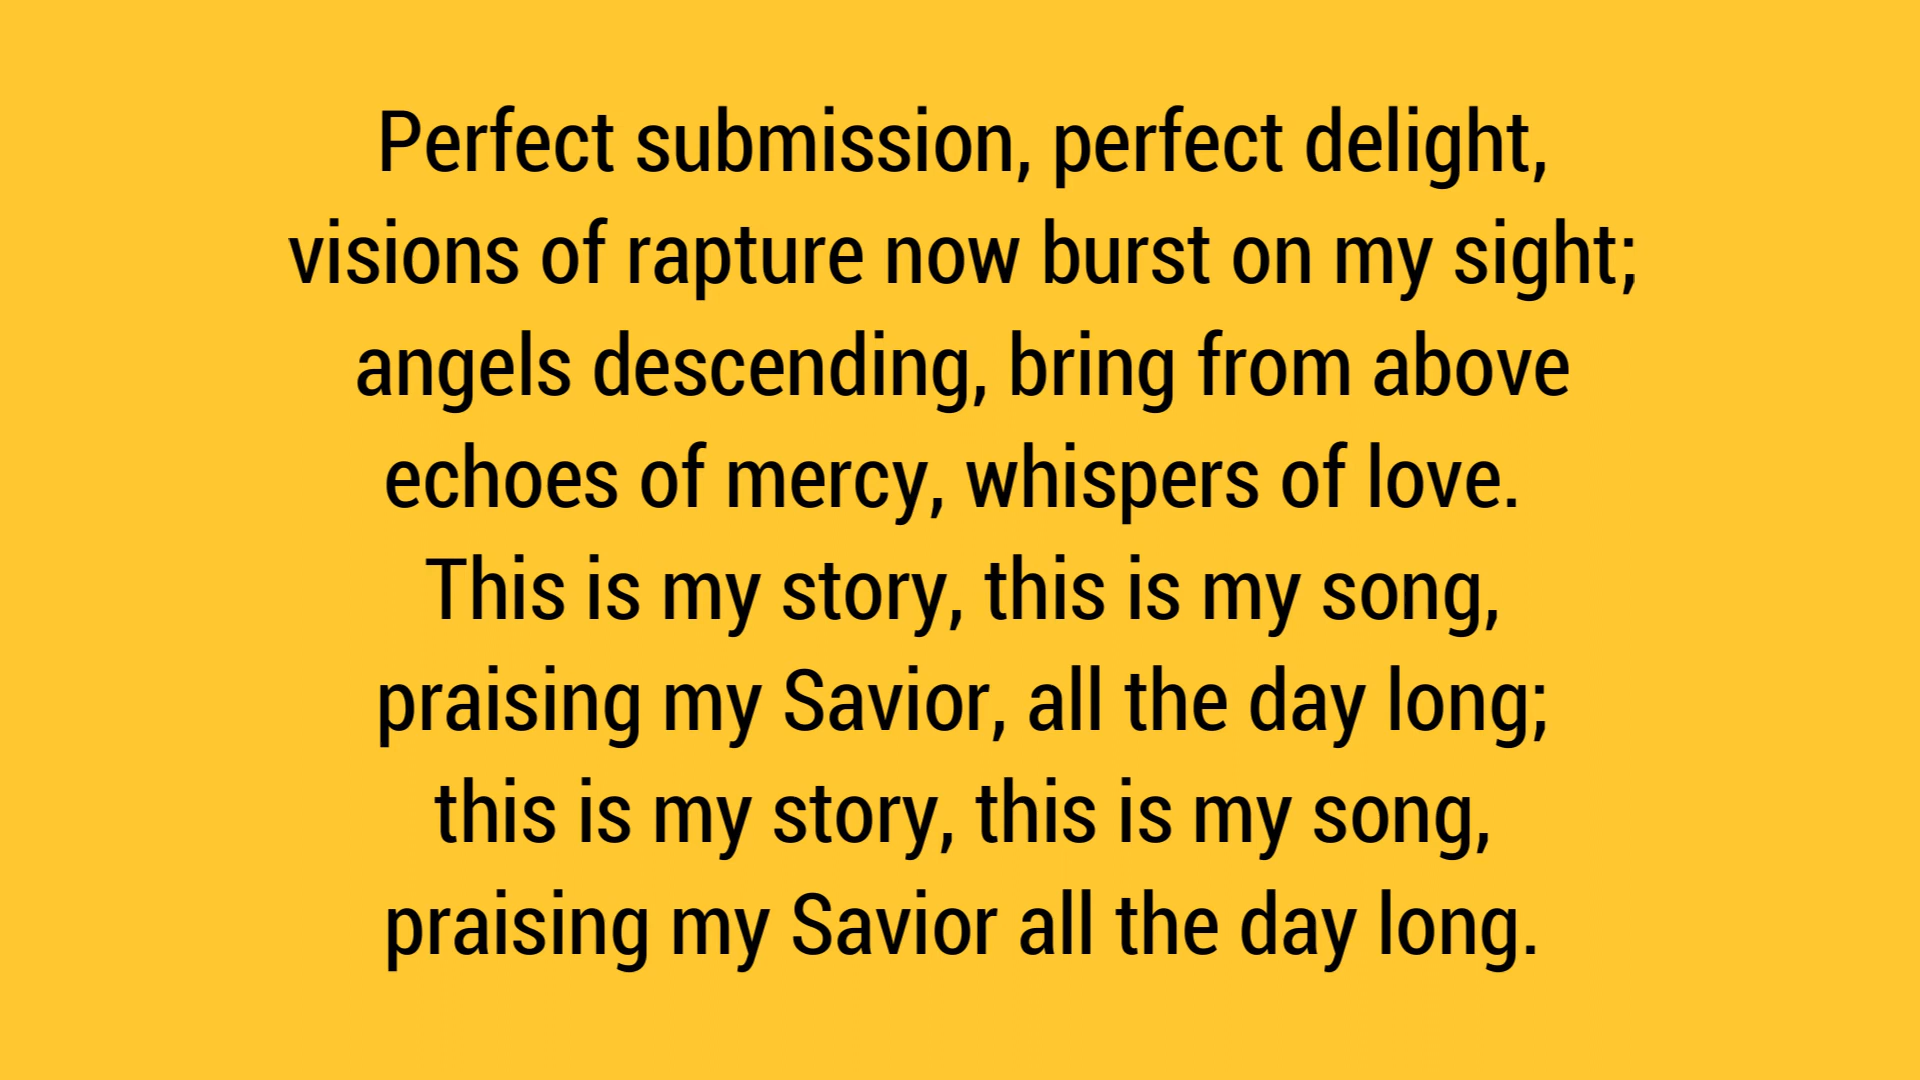 Perfect submission, perfect delight,
visions of rapture now burst on my sight;
angels descending, bring from above
echoes of mercy, whispers of love.
This is my story, this is my song,
praising my Savior, all the day long;
this is my story, this is my song,
praising my Savior all the day long.